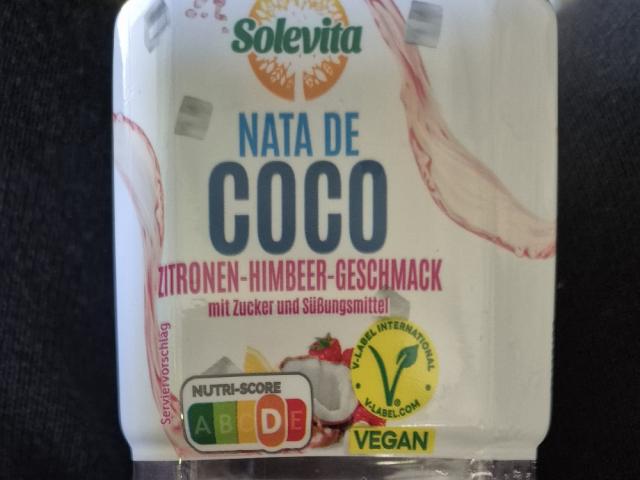 Solevita
NATA DE
COCO
ZITRONEN-HIMBEER-GESCHMACK
mit Zucker und Süßungsmittel
Serviervorschlag
NUTRI-SCORE
A B C D E
V-LABEL INTERNATIONAL
V-LABEL.COM
VEGAN